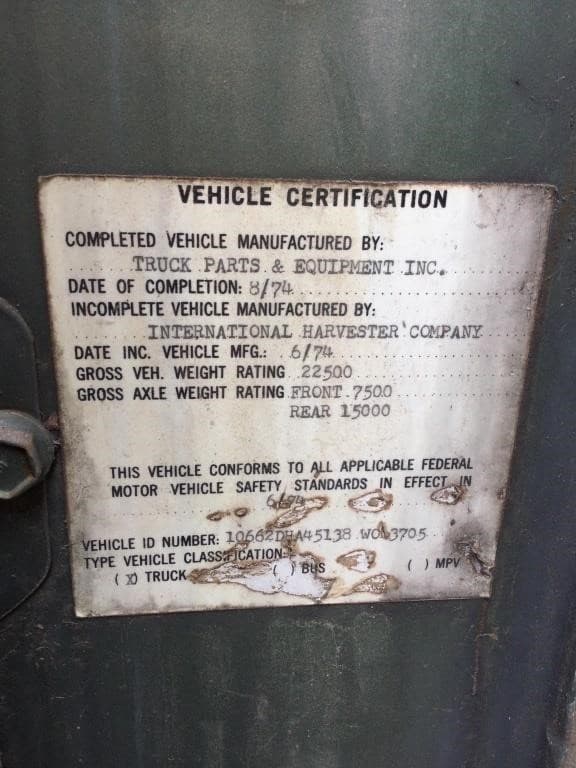 VEHICLE CERTIFICATION
COMPLETED VEHICLE MANUFACTURED BY:
TRUCK PARTS & EQUIPMENT INC.
DATE OF COMPLETION: 8/74
INCOMPLETE VEHICLE MANUFACTURED BY:
INTERNATIONAL HARVESTER COMPANY
DATE INC. VEHICLE MFG.: 6/74
GROSS VEH. WEIGHT RATING 22500
GROSS AXLE WEIGHT RATING FRONT 7500
REAR 15000
THIS VEHICLE CONFORMS TO ALL APPLICABLE FEDERAL
MOTOR VEHICLE SAFETY STANDARDS IN EFFECT IN
6/74
VEHICLE ID NUMBER:
TYPE VEHICLE CLASSIFICATION:
(X) TRUCK ( ) BUS ( ) MPV